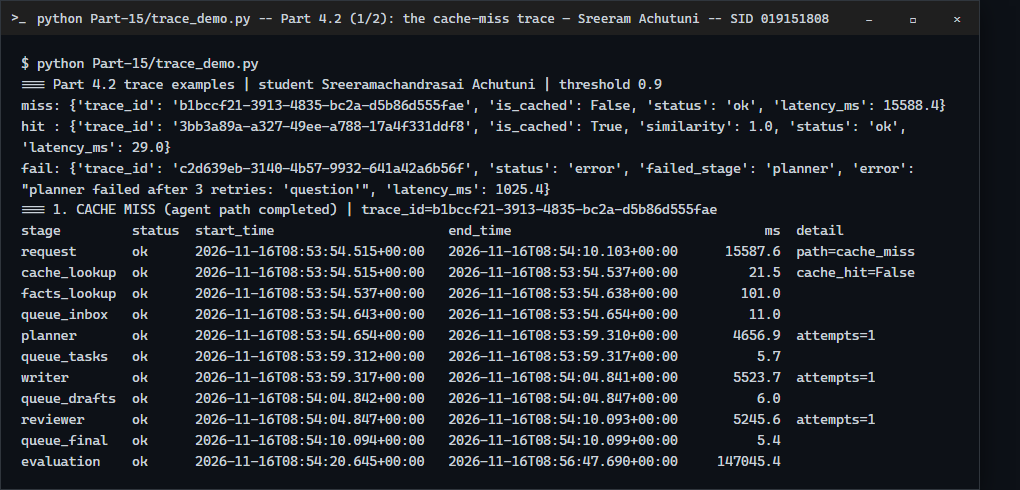 >_ python Part-15/trace_demo.py -- Part 4.2 (1/2): the cache-miss trace — Sreeram Achutuni -- SID 019151808
$ python Part-15/trace_demo.py
=== Part 4.2 trace examples | student Sreeramachandrasai Achutuni | threshold 0.9
miss: {'trace_id': 'b1bccf21-3913-4835-bc2a-d5b86d555fae', 'is_cached': False, 'status': 'ok', 'latency_ms': 15588.4}
hit : {'trace_id': '3bb3a89a-a327-49ee-a788-17a4f331ddf8', 'is_cached': True, 'similarity': 1.0, 'status': 'ok',
'latency_ms': 29.0}
fail: {'trace_id': 'c2d639eb-3140-4b57-9932-641a42a6b56f', 'status': 'error', 'failed_stage': 'planner', 'error':
"planner failed after 3 retries: 'question'", 'latency_ms': 1025.4}
=== 1. CACHE MISS (agent path completed) | trace_id=b1bccf21-3913-4835-bc2a-d5b86d555fae
stage status start_time end_time ms detail
request ok 2026-11-16T08:53:54.515+00:00 2026-11-16T08:54:10.103+00:00 15587.6 path=cache_miss
cache_lookup ok 2026-11-16T08:53:54.515+00:00 2026-11-16T08:53:54.537+00:00 21.5 cache_hit=False
facts_lookup ok 2026-11-16T08:53:54.537+00:00 2026-11-16T08:53:54.638+00:00 101.0
queue_inbox ok 2026-11-16T08:53:54.643+00:00 2026-11-16T08:53:54.654+00:00 11.0
planner ok 2026-11-16T08:53:54.654+00:00 2026-11-16T08:53:59.310+00:00 4656.9 attempts=1
queue_tasks ok 2026-11-16T08:53:59.312+00:00 2026-11-16T08:53:59.317+00:00 5.7
writer ok 2026-11-16T08:53:59.317+00:00 2026-11-16T08:54:04.841+00:00 5523.7 attempts=1
queue_drafts ok 2026-11-16T08:54:04.842+00:00 2026-11-16T08:54:04.847+00:00 6.0
reviewer ok 2026-11-16T08:54:04.847+00:00 2026-11-16T08:54:10.093+00:00 5245.6 attempts=1
queue_final ok 2026-11-16T08:54:10.094+00:00 2026-11-16T08:54:10.099+00:00 5.4
evaluation ok 2026-11-16T08:54:20.645+00:00 2026-11-16T08:56:47.690+00:00 147045.4